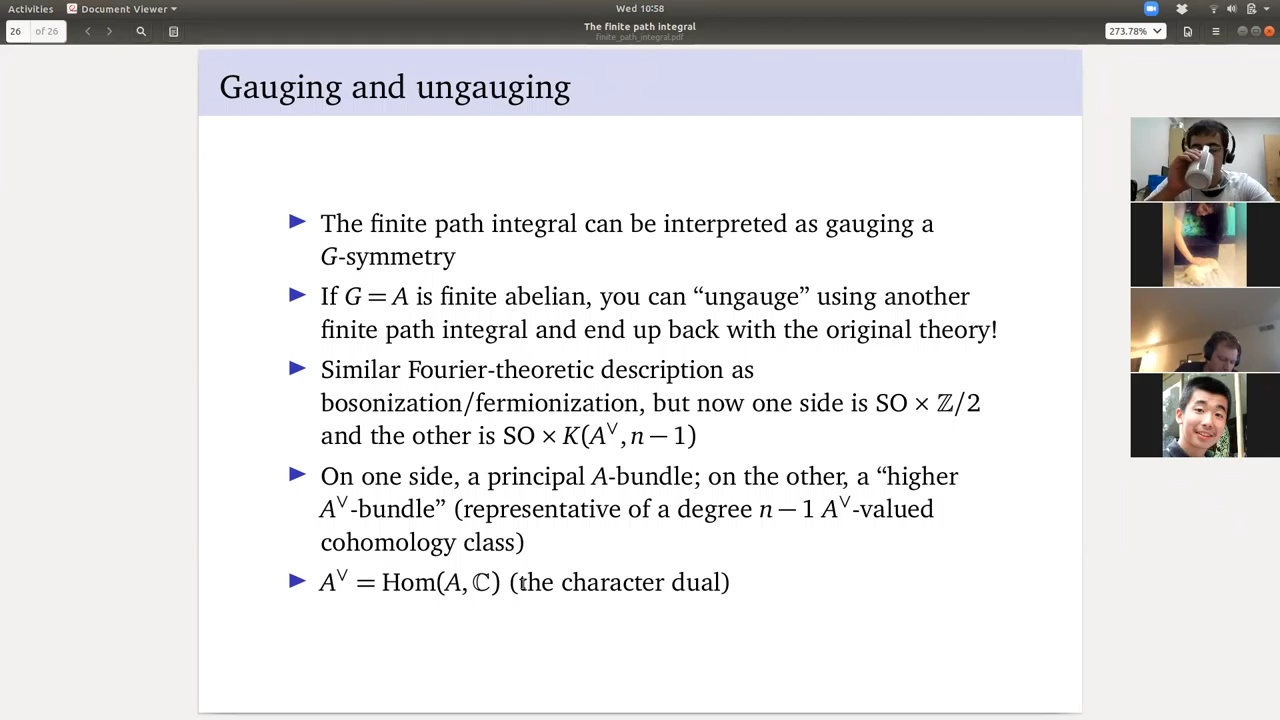 Activities
Document Viewer
Wed 10:58
26
of 26
The finite path integral
finite_path_integral.pdf
273.78%
Gauging and ungauging
The finite path integral can be interpreted as gauging a
G-symmetry
If G = A is finite abelian, you can “ungauge” using another
finite path integral and end up back with the original theory!
Similar Fourier-theoretic description as
bosonization/fermionization, but now one side is SO × ℤ/2
and the other is SO × K(A^∨, n − 1)
On one side, a principal A-bundle; on the other, a “higher
A^∨-bundle” (representative of a degree n − 1 A^∨-valued
cohomology class)
A^∨ = Hom(A, ℂ) (the character dual)